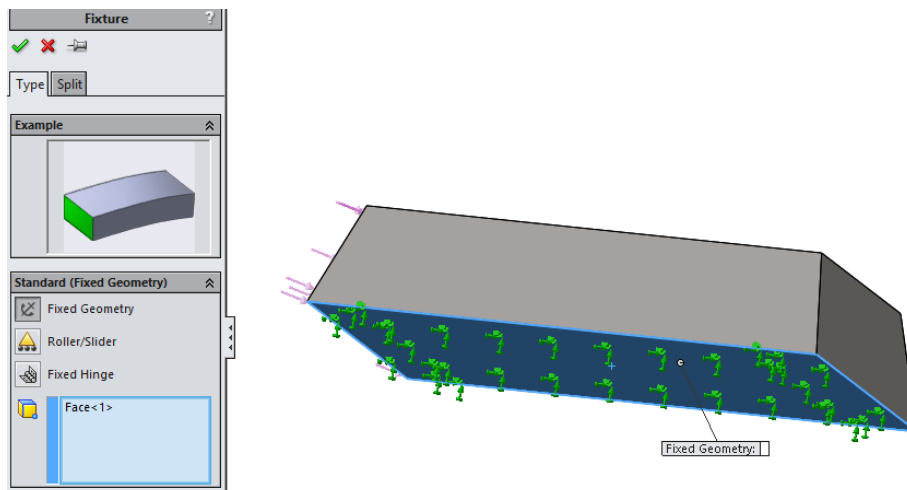 Fixture
?
Type
Split
Example
Standard (Fixed Geometry)
Fixed Geometry
Roller/Slider
Fixed Hinge
Face<1>
Fixed Geometry: